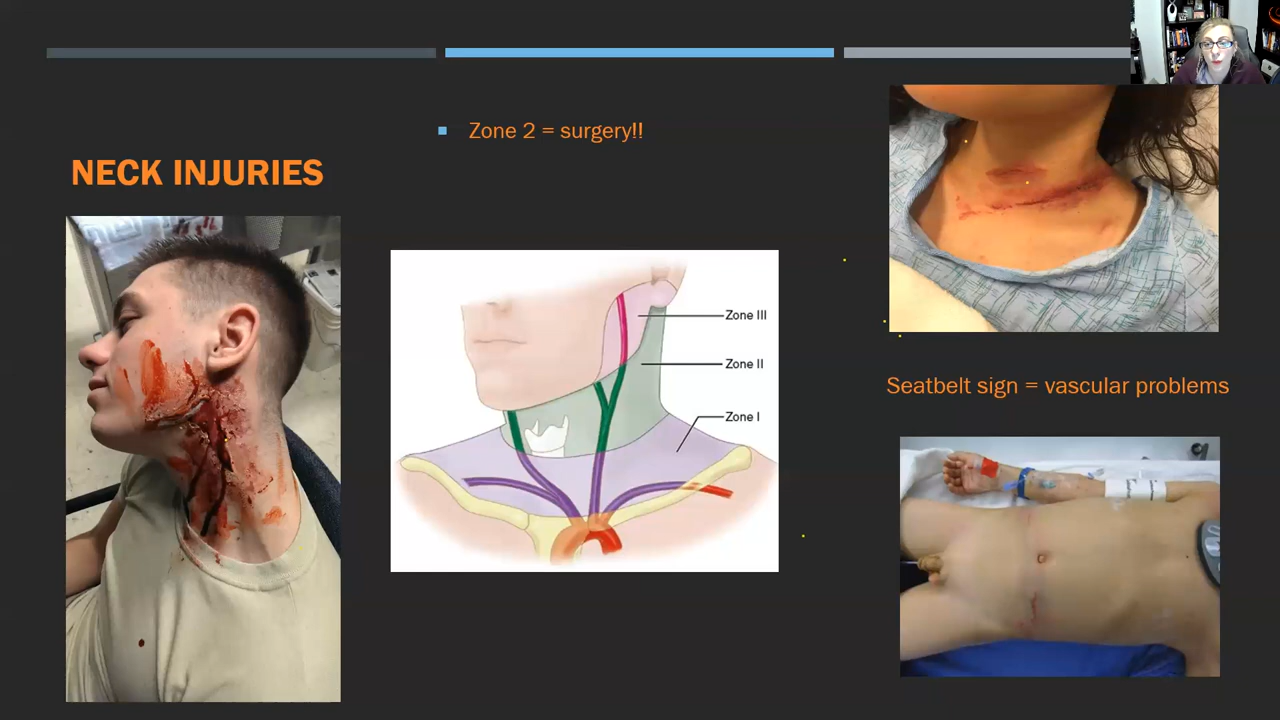 Zone 2 = surgery!!
NECK INJURIES
Zone III
Zone II
Zone I
Seatbelt sign = vascular problems